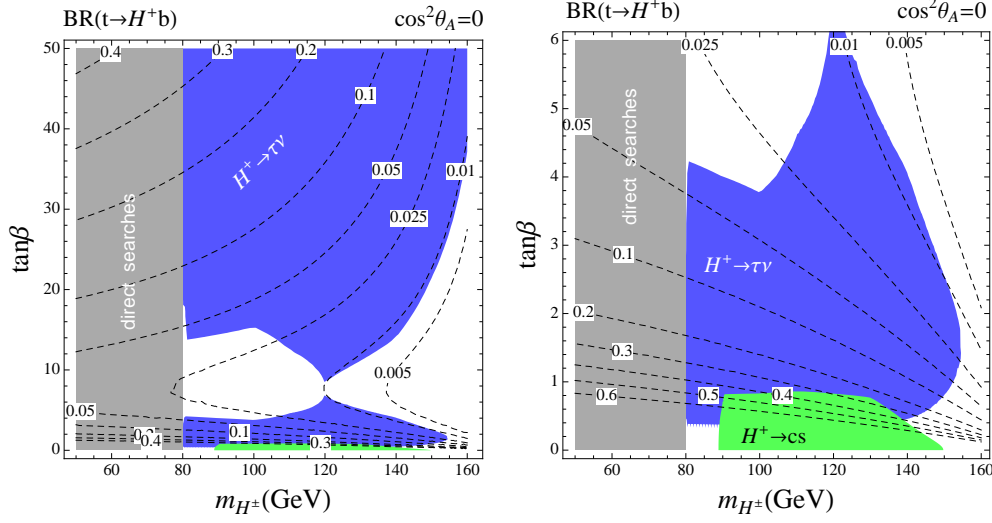 BR(t→H⁺b) cos²θ_A=0
50
40
30
20
10
0
tanβ
0.4
0.3
0.2
0.1
0.05
0.025
0.01
0.005
H⁺→τν
direct searches
0.05
0.1
0.4
0.3
60 80 100 120 140 160
m_H±(GeV)
BR(t→H⁺b) cos²θ_A=0
6
5
4
3
2
1
0
tanβ
0.025
0.01
0.005
0.05
direct searches
0.1
H⁺→τν
0.2
0.3
0.6
0.5
0.4
H⁺→cs
60 80 100 120 140 160
m_H±(GeV)